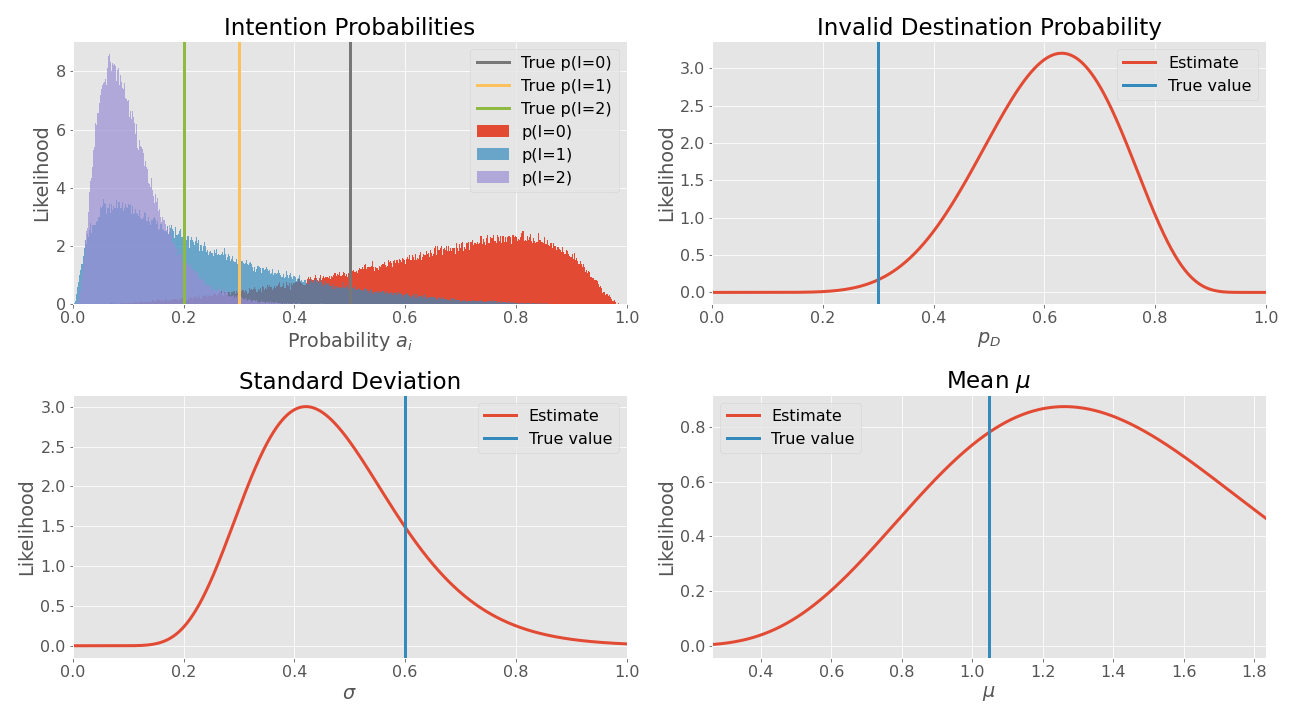 Intention Probabilities
Likelihood
8
6
4
2
0
True p(I=0)
True p(I=1)
True p(I=2)
p(I=0)
p(I=1)
p(I=2)
0.0 0.2 0.4 0.6 0.8 1.0
Probability a_i
Invalid Destination Probability
Likelihood
3.0
2.5
2.0
1.5
1.0
0.5
0.0
Estimate
True value
0.0 0.2 0.4 0.6 0.8 1.0
p_D
Standard Deviation
Likelihood
3.0
2.5
2.0
1.5
1.0
0.5
0.0
Estimate
True value
0.0 0.2 0.4 0.6 0.8 1.0
σ
Mean μ
Likelihood
0.8
0.6
0.4
0.2
0.0
Estimate
True value
0.4 0.6 0.8 1.0 1.2 1.4 1.6 1.8
μ